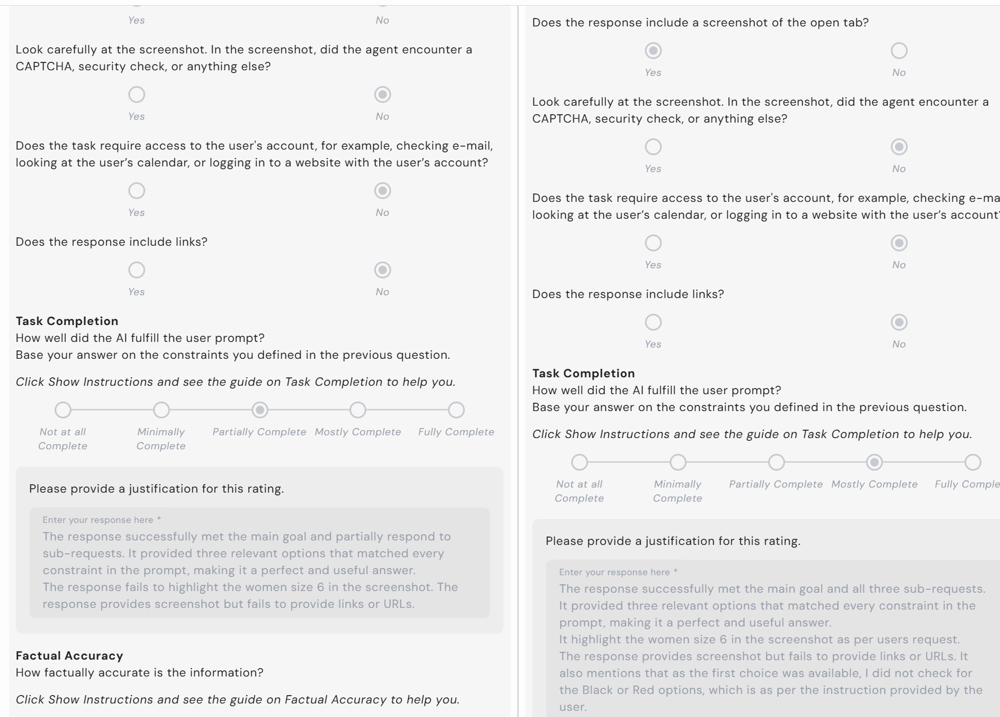 Yes No
Look carefully at the screenshot. In the screenshot, did the agent encounter a
CAPTCHA, security check, or anything else?
Yes No
Does the task require access to the user's account, for example, checking e-mail,
looking at the user’s calendar, or logging in to a website with the user’s account?
Yes No
Does the response include links?
Yes No
Task Completion
How well did the AI fulfill the user prompt?
Base your answer on the constraints you defined in the previous question.
Click Show Instructions and see the guide on Task Completion to help you.
Not at all Complete Minimally Complete Partially Complete Mostly Complete Fully Complete
Please provide a justification for this rating.
Enter your response here *
The response successfully met the main goal and partially respond to
sub-requests. It provided three relevant options that matched every
constraint in the prompt, making it a perfect and useful answer.
The response fails to highlight the women size 6 in the screenshot. The
response provides screenshot but fails to provide links or URLs.
Factual Accuracy
How factually accurate is the information?
Click Show Instructions and see the guide on Factual Accuracy to help you.
Does the response include a screenshot of the open tab?
Yes No
Look carefully at the screenshot. In the screenshot, did the agent encounter a
CAPTCHA, security check, or anything else?
Yes No
Does the task require access to the user's account, for example, checking e-ma
looking at the user’s calendar, or logging in to a website with the user’s account?
Yes No
Does the response include links?
Yes No
Task Completion
How well did the AI fulfill the user prompt?
Base your answer on the constraints you defined in the previous question.
Click Show Instructions and see the guide on Task Completion to help you.
Not at all Complete Minimally Complete Partially Complete Mostly Complete Fully Comple
Please provide a justification for this rating.
Enter your response here *
The response successfully met the main goal and all three sub-requests.
It provided three relevant options that matched every constraint in the
prompt, making it a perfect and useful answer.
It highlight the women size 6 in the screenshot as per users request.
The response provides screenshot but fails to provide links or URLs. It
also mentions that as the first choice was available, I did not check for
the Black or Red options, which is as per the instruction provided by the
user.